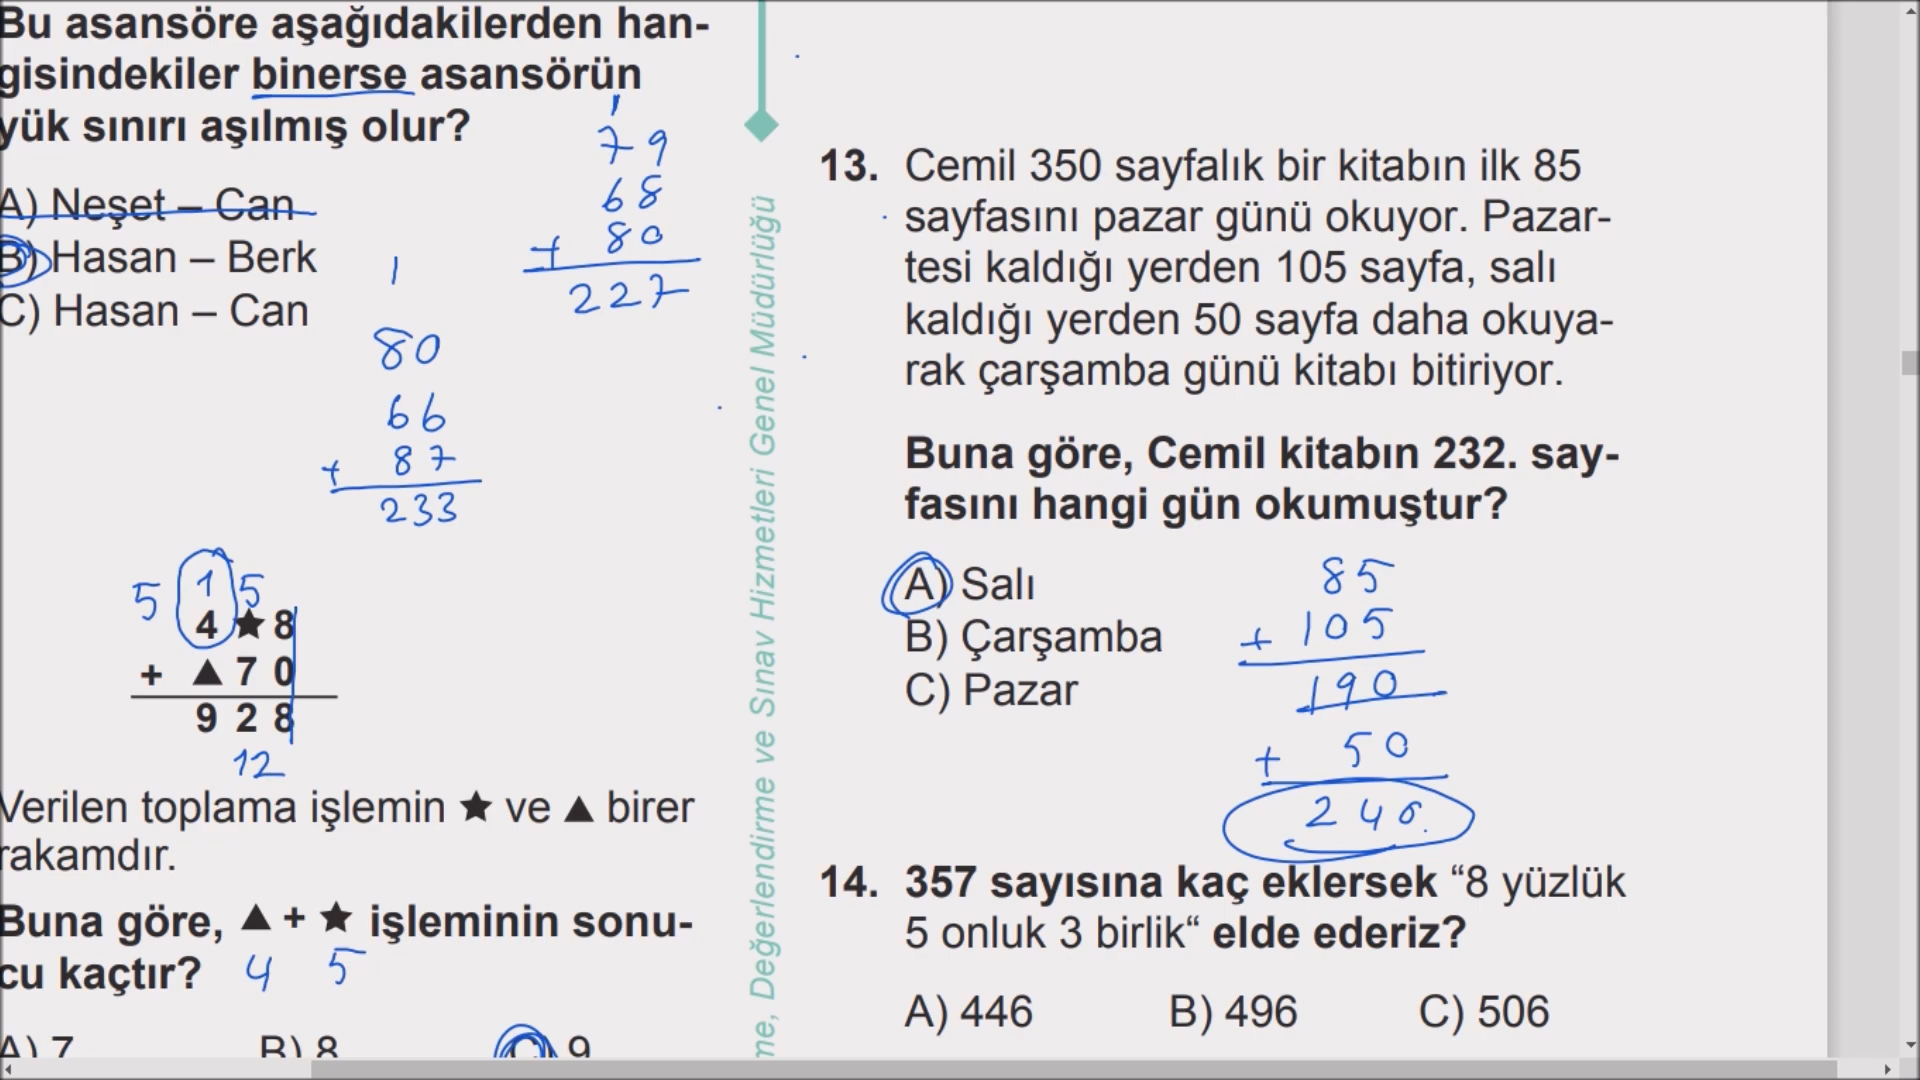 Bu asansöre aşağıdakilerden han-
gisindekiler binerse asansörün
yük sınırı aşılmış olur?
A) Neşet – Can
B) Hasan – Berk
C) Hasan – Can
1
79
68
+ 80
227
1
80
66
+ 87
233
5 1 5
4 ★ 8
+ ▲ 7 0
9 2 8
12
Verilen toplama işlemin ★ ve ▲ birer
rakamdır.
Buna göre, ▲ + ★ işleminin sonu-
cu kaçtır? 4 5
A) 7 B) 8 C) 9
me, Değerlendirme ve Sınav Hizmetleri Genel Müdürlüğü
13. Cemil 350 sayfalık bir kitabın ilk 85
sayfasını pazar günü okuyor. Pazar-
tesi kaldığı yerden 105 sayfa, salı
kaldığı yerden 50 sayfa daha okuya-
rak çarşamba günü kitabı bitiriyor.
Buna göre, Cemil kitabın 232. say-
fasını hangi gün okumuştur?
A) Salı
B) Çarşamba
C) Pazar
85
+ 105
190
+ 50
240.
14. 357 sayısına kaç eklersek “8 yüzlük
5 onluk 3 birlik“ elde ederiz?
A) 446 B) 496 C) 506